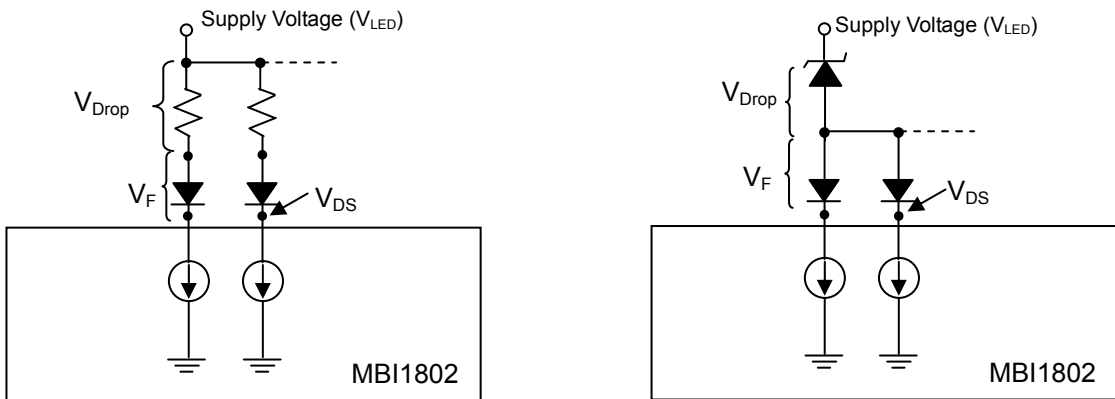 Supply Voltage (VLED)
VDrop
VF
VDS
MBI1802
Supply Voltage (VLED)
VDrop
VF
VDS
MBI1802